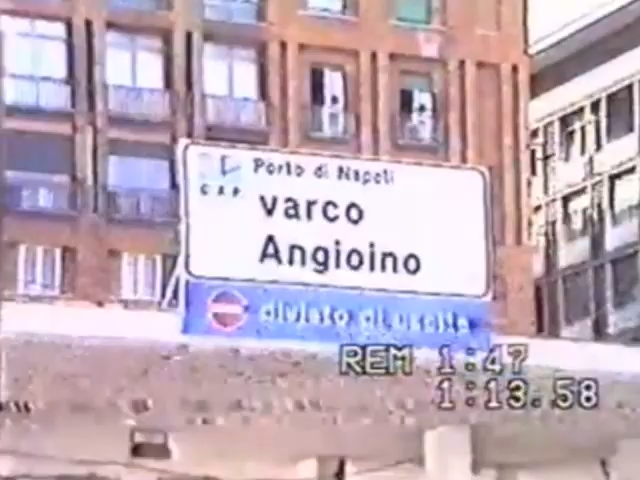 Porto di Napoli
C.A.P.
varco
Angioino
divieto di uscita
REM 1:47
1:13.58